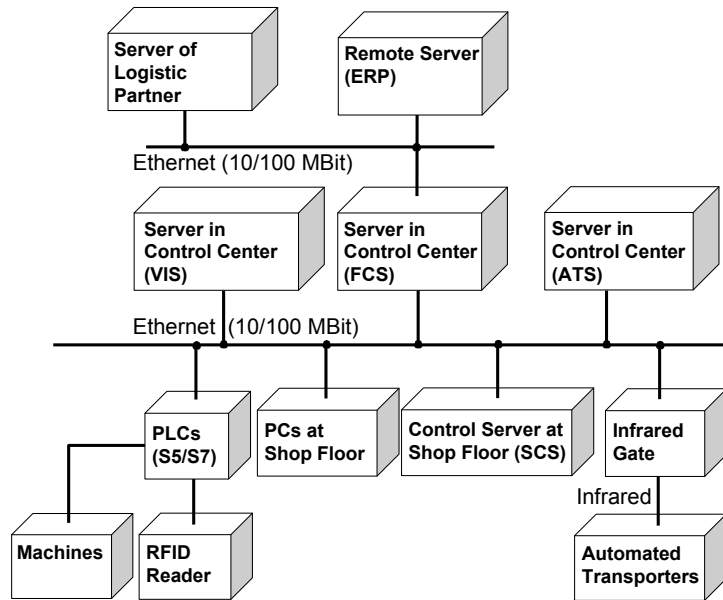 Server of
Logistic
Partner
Remote Server
(ERP)
Ethernet (10/100 MBit)
Server in
Control Center
(VIS)
Server in
Control Center
(FCS)
Server in
Control Center
(ATS)
Ethernet (10/100 MBit)
PLCs
(S5/S7)
PCs at
Shop Floor
Control Server at
Shop Floor (SCS)
Infrared
Gate
Infrared
Machines
RFID
Reader
Automated
Transporters